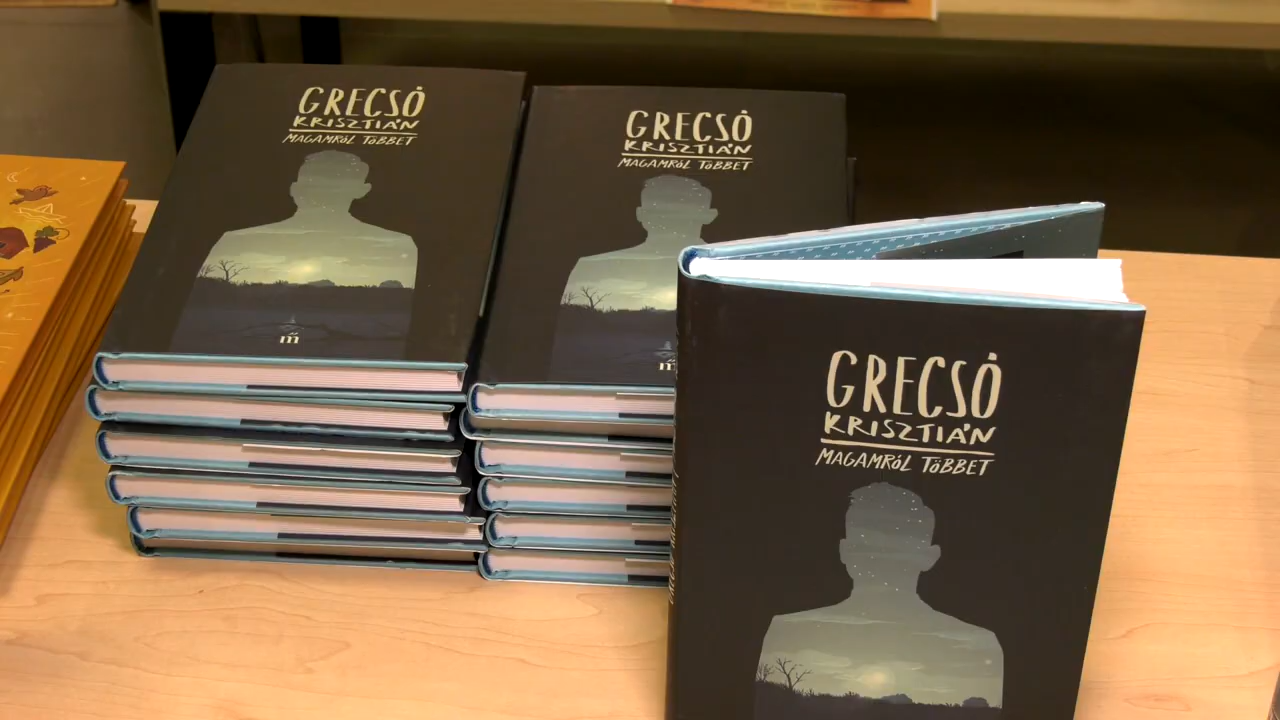 GRECSÓ
KRISZTIÁN
MAGAMRÓL TÖBBET
m̋
GRECSÓ
KRISZTIÁN
MAGAMRÓL TÖBBET
GRECSÓ
KRISZTIÁN
MAGAMRÓL TÖBBET